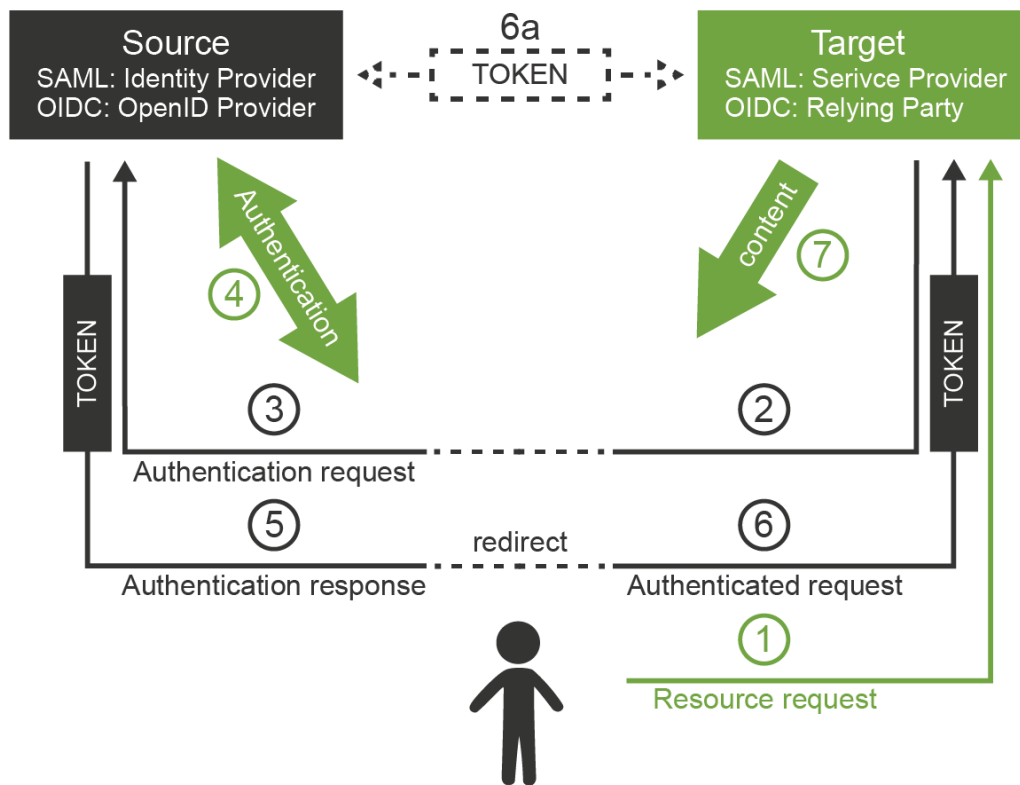 Source
SAML: Identity Provider
OIDC: OpenID Provider
6a
TOKEN
Target
SAML: Serivce Provider
OIDC: Relying Party
Authentication
4
content
7
TOKEN
TOKEN
3
2
Authentication request
5
redirect
6
Authentication response
Authenticated request
1
Resource request